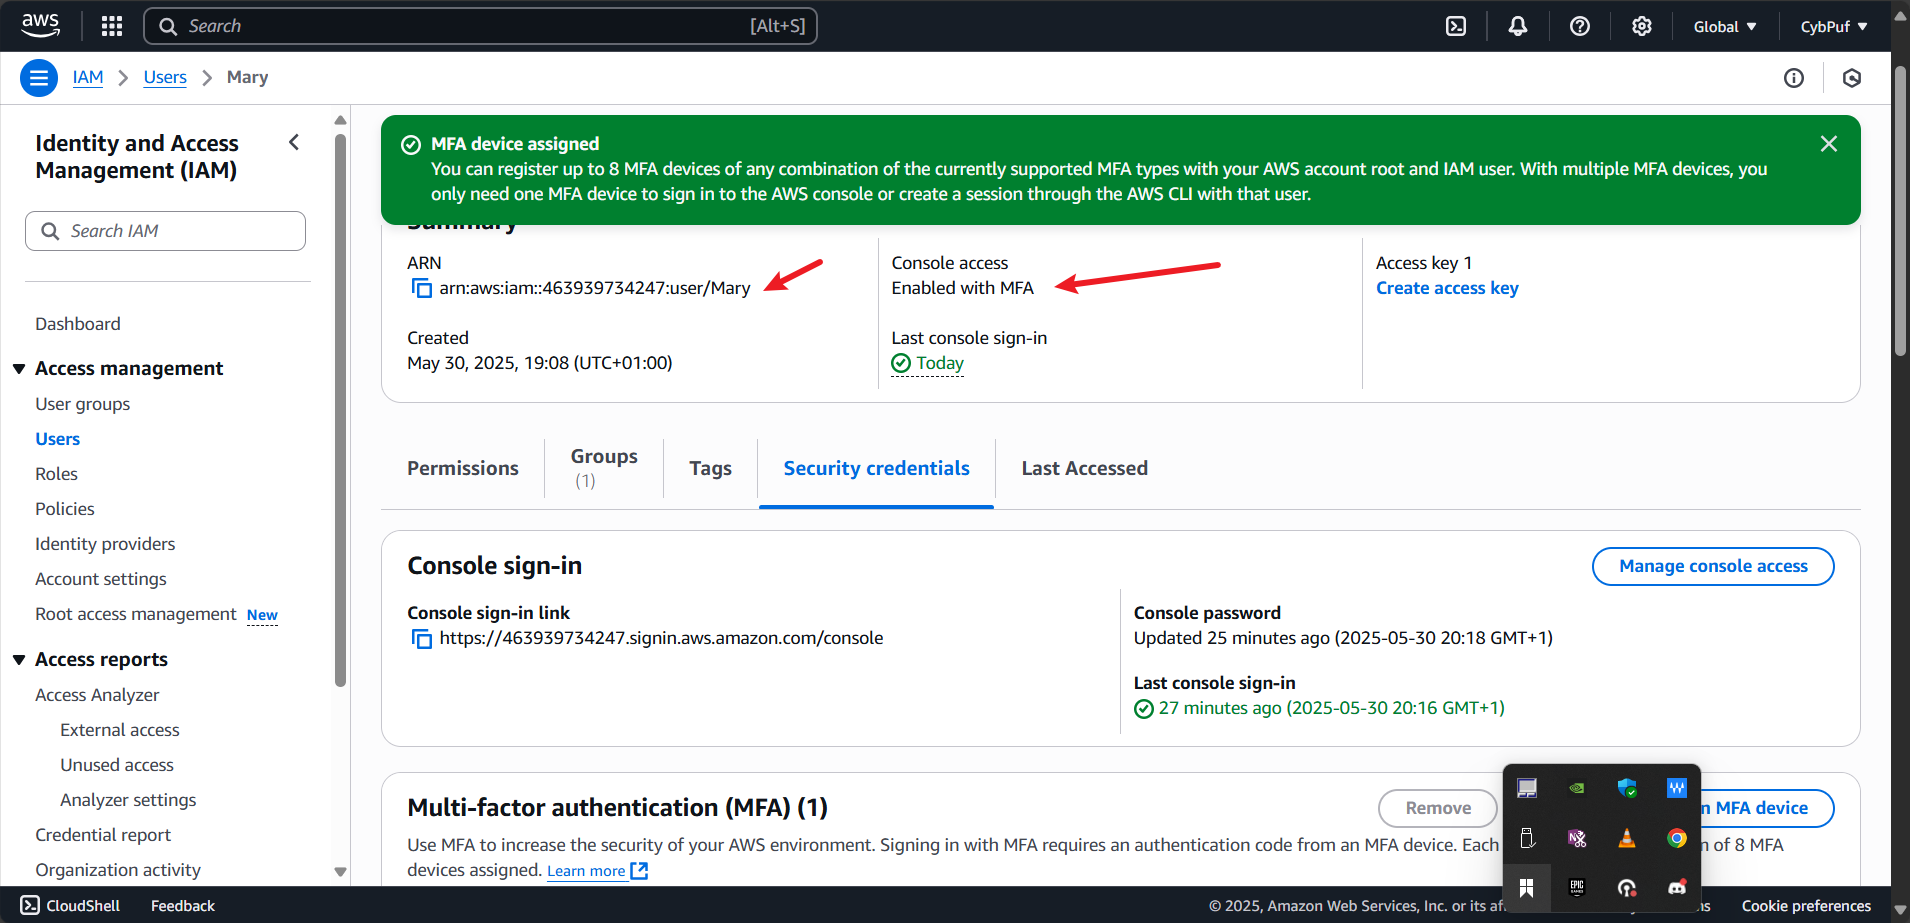 aws
Search
[Alt+S]
Global
CybPuf
IAM
Users
Mary
Identity and Access
Management (IAM)
Search IAM
Dashboard
Access management
User groups
Users
Roles
Policies
Identity providers
Account settings
Root access management New
Access reports
Access Analyzer
External access
Unused access
Analyzer settings
Credential report
Organization activity
MFA device assigned
You can register up to 8 MFA devices of any combination of the currently supported MFA types with your AWS account root and IAM user. With multiple MFA devices, you
only need one MFA device to sign in to the AWS console or create a session through the AWS CLI with that user.
Summary
ARN
arn:aws:iam::463939734247:user/Mary
Created
May 30, 2025, 19:08 (UTC+01:00)
Console access
Enabled with MFA
Last console sign-in
Today
Access key 1
Create access key
Permissions
Groups
(1)
Tags
Security credentials
Last Accessed
Console sign-in
Manage console access
Console sign-in link
https://463939734247.signin.aws.amazon.com/console
Console password
Updated 25 minutes ago (2025-05-30 20:18 GMT+1)
Last console sign-in
27 minutes ago (2025-05-30 20:16 GMT+1)
Multi-factor authentication (MFA) (1)
Remove
n MFA device
Use MFA to increase the security of your AWS environment. Signing in with MFA requires an authentication code from an MFA device. Each
n of 8 MFA
devices assigned. Learn more
EPIC
GAMES
CloudShell
Feedback
© 2025, Amazon Web Services, Inc. or its af
Cookie preferences